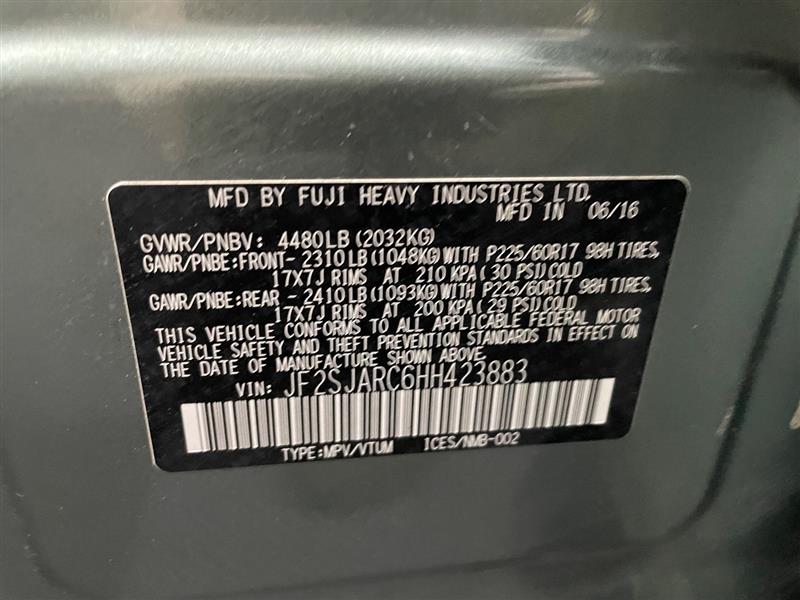 MFD BY FUJI HEAVY INDUSTRIES LTD.
MFD IN 06/16
GVWR/PNBV: 4480LB(2032KG)
GAWR/PNBE:FRONT- 2310LB(1048KG)WITH P225/60R17 98H TIRES,
17X7J RIMS AT 210 KPA( 30 PSI)COLD
GAWR/PNBE:REAR - 2410LB(1093KG)WITH P225/60R17 98H TIRES,
17X7J RIMS AT 200 KPA( 29 PSI)COLD
THIS VEHICLE CONFORMS TO ALL APPLICABLE FEDERAL MOTOR
VEHICLE SAFETY AND THEFT PREVENTION STANDARDS IN EFFECT ON
THE DATE OF MANUFACTURE SHOWN ABOVE.
VIN: JF2SJARC6HH423883
TYPE:MPV/VTUM ICES/NMB-002